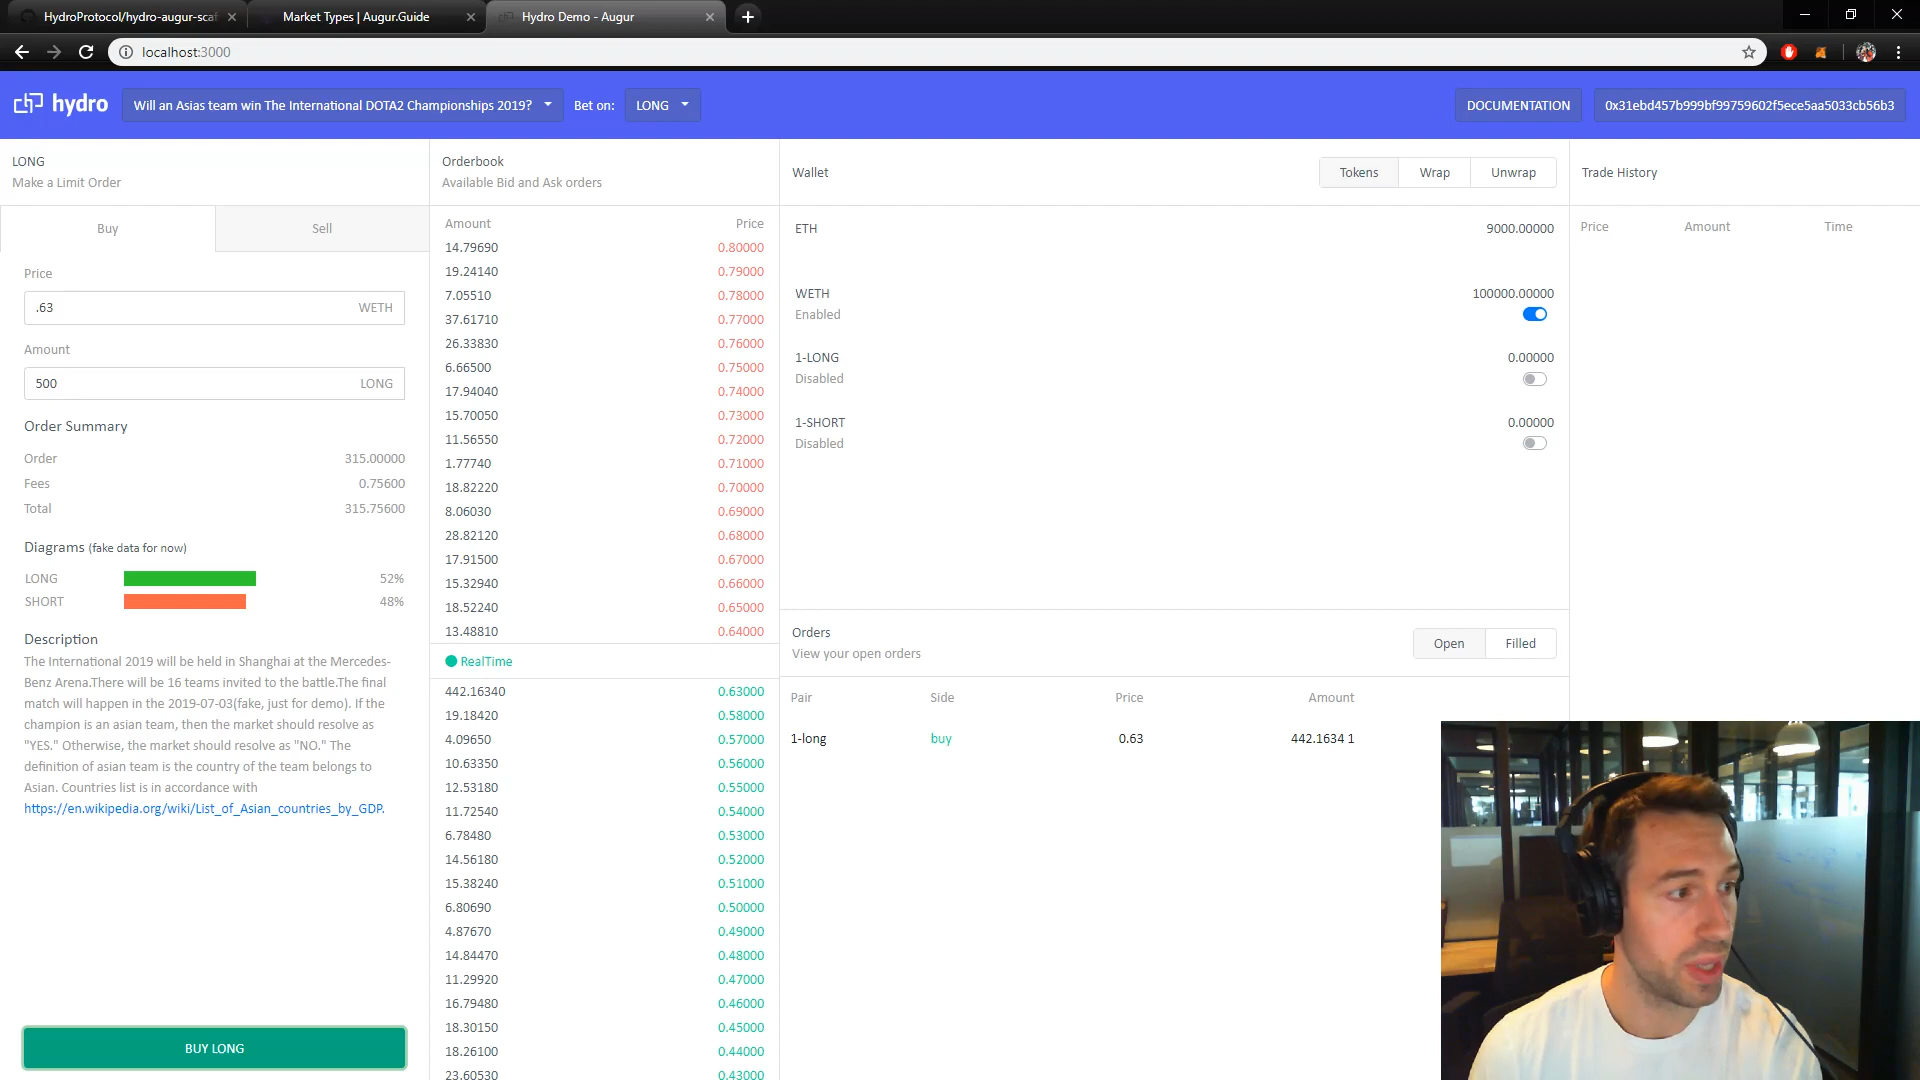 HydroProtocol/hydro-augur-scaf
Market Types | Augur.Guide
Hydro Demo - Augur
localhost:3000
hydro
Will an Asias team win The International DOTA2 Championships 2019?
Bet on:
LONG
DOCUMENTATION
0x31ebd457b999bf99759602f5ece5aa5033cb56b3
LONG
Make a Limit Order
Buy
Sell
Price
.63
WETH
Amount
500
LONG
Order Summary
Order 315.00000
Fees 0.75600
Total 315.75600
Diagrams (fake data for now)
LONG 52%
SHORT 48%
Description
The International 2019 will be held in Shanghai at the Mercedes-
Benz Arena.There will be 16 teams invited to the battle.The final
match will happen in the 2019-07-03(fake, just for demo). If the
champion is an asian team, then the market should resolve as
"YES." Otherwise, the market should resolve as "NO." The
definition of asian team is the country of the team belongs to
Asian. Countries list is in accordance with
https://en.wikipedia.org/wiki/List_of_Asian_countries_by_GDP.
BUY LONG
Orderbook
Available Bid and Ask orders
Amount Price
14.79690 0.80000
19.24140 0.79000
7.05510 0.78000
37.61710 0.77000
26.33830 0.76000
6.66500 0.75000
17.94040 0.74000
15.70050 0.73000
11.56550 0.72000
1.77740 0.71000
18.82220 0.70000
8.06030 0.69000
28.82120 0.68000
17.91500 0.67000
15.32940 0.66000
18.52240 0.65000
13.48810 0.64000
RealTime
442.16340 0.63000
19.18420 0.58000
4.09650 0.57000
10.63350 0.56000
12.53180 0.55000
11.72540 0.54000
6.78480 0.53000
14.56180 0.52000
15.38240 0.51000
6.80690 0.50000
4.87670 0.49000
14.84470 0.48000
11.29920 0.47000
16.79480 0.46000
18.30150 0.45000
18.26100 0.44000
23.60530 0.43000
Wallet
Tokens
Wrap
Unwrap
ETH 9000.00000
WETH 100000.00000
Enabled
1-LONG 0.00000
Disabled
1-SHORT 0.00000
Disabled
Orders
View your open orders
Open
Filled
Pair Side Price Amount
1-long buy 0.63 442.1634 1
Trade History
Price Amount Time